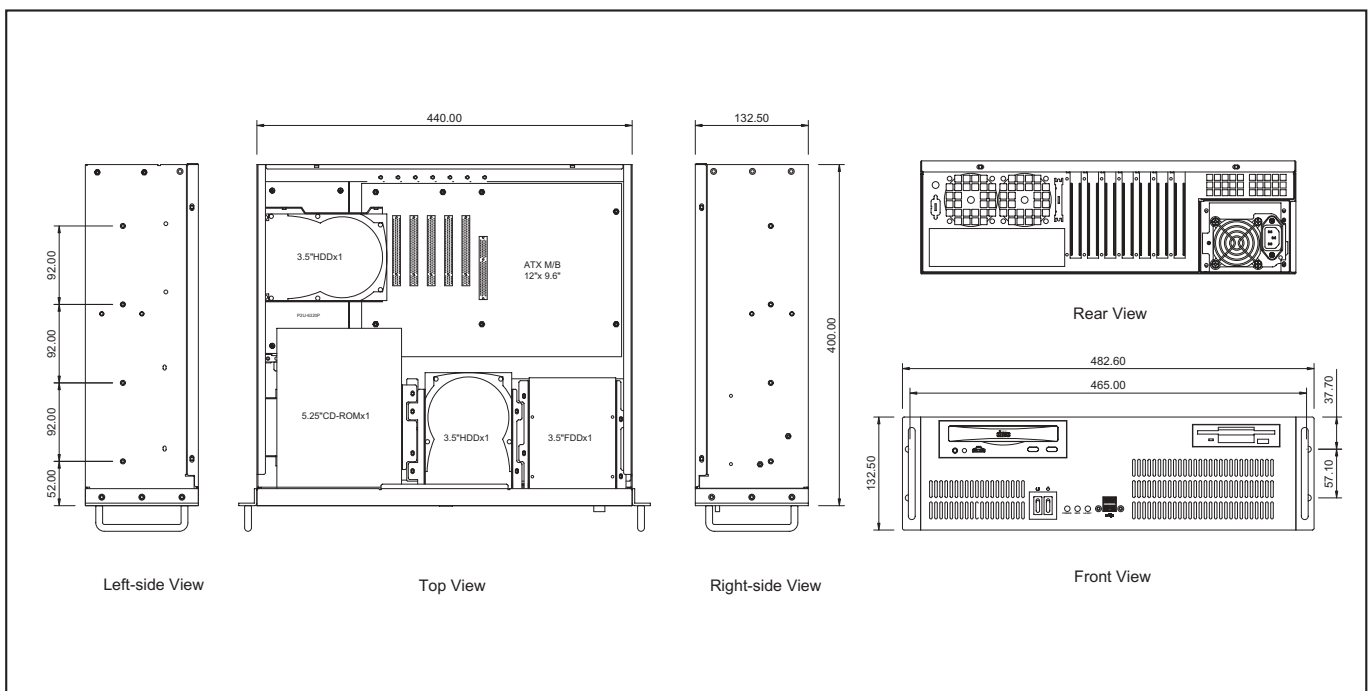 92.00
92.00
92.00
52.00
Left-side View
440.00
3.5"HDDx1
ATX M/B
12"x 9.6"
P2U-6320P
5.25"CD-ROMx1
3.5"HDDx1
3.5"FDDx1
Top View
132.50
400.00
Right-side View
Rear View
482.60
465.00
37.70
57.10
132.50
Front View